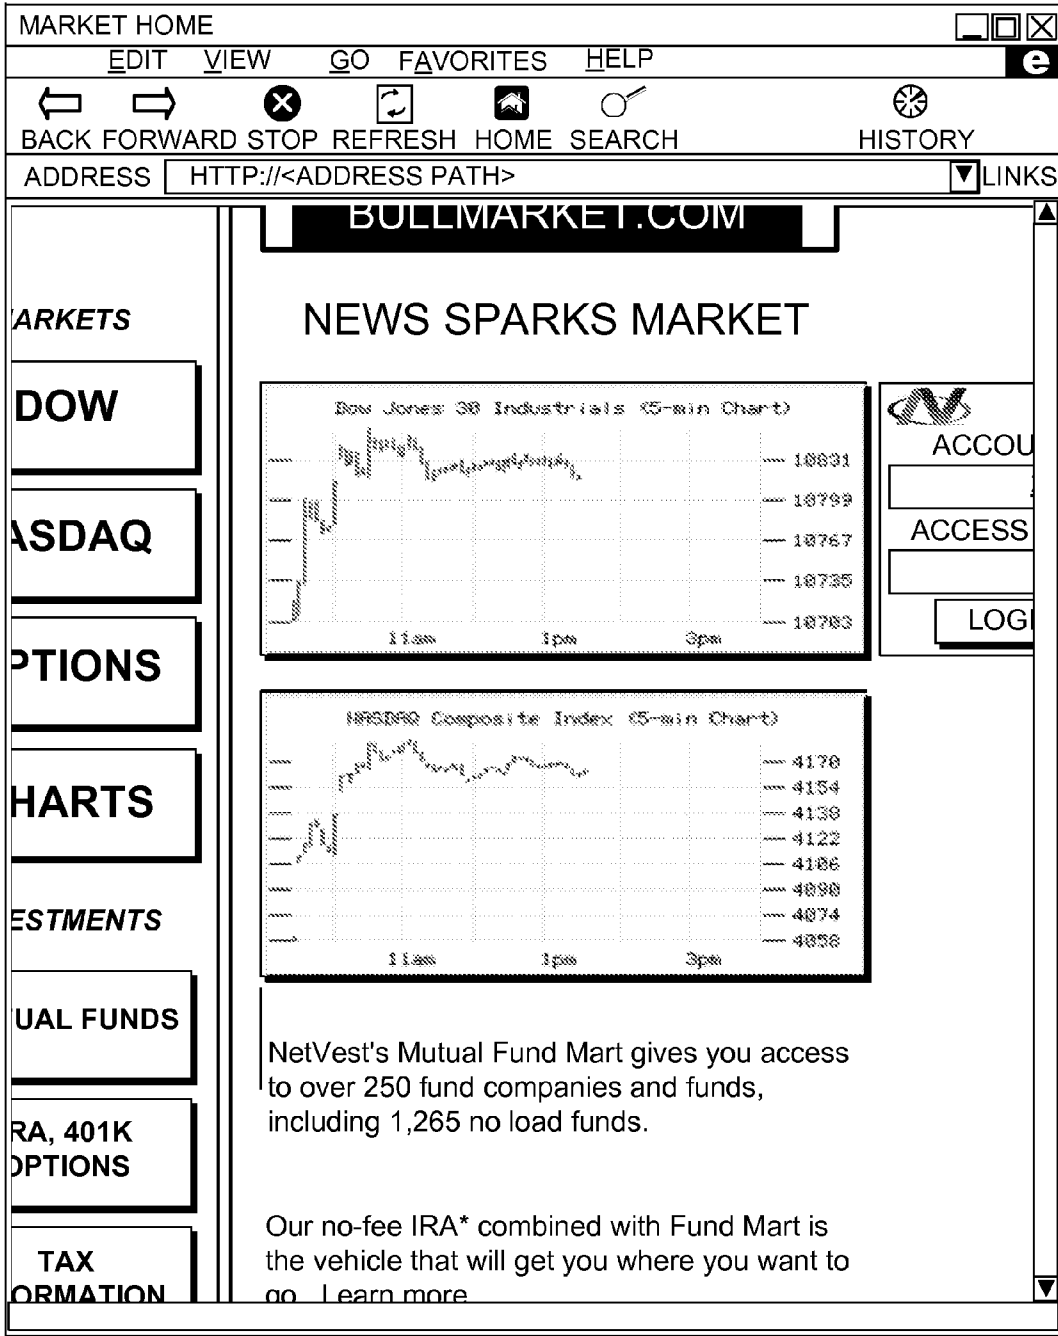 MARKET HOME
EDIT VIEW GO FAVORITES HELP
e
BACK FORWARD STOP REFRESH HOME SEARCH HISTORY
ADDRESS HTTP://<ADDRESS PATH> LINKS
BULLMARKET.COM
ARKETS
DOW
ASDAQ
PTIONS
HARTS
ESTMENTS
UAL FUNDS
RA, 401K
OPTIONS
TAX
ORMATION
NEWS SPARKS MARKET
Dow Jones 30 Industrials (5-min Chart)
10831
10799
10767
10735
10703
11am 1pm 3pm
NASDAQ Composite Index (5-min Chart)
4170
4154
4138
4122
4106
4090
4074
4058
11am 1pm 3pm
NetVest's Mutual Fund Mart gives you access
to over 250 fund companies and funds,
including 1,265 no load funds.
Our no-fee IRA* combined with Fund Mart is
the vehicle that will get you where you want to
go. Learn more
N
ACCOU
ACCESS
LOGI